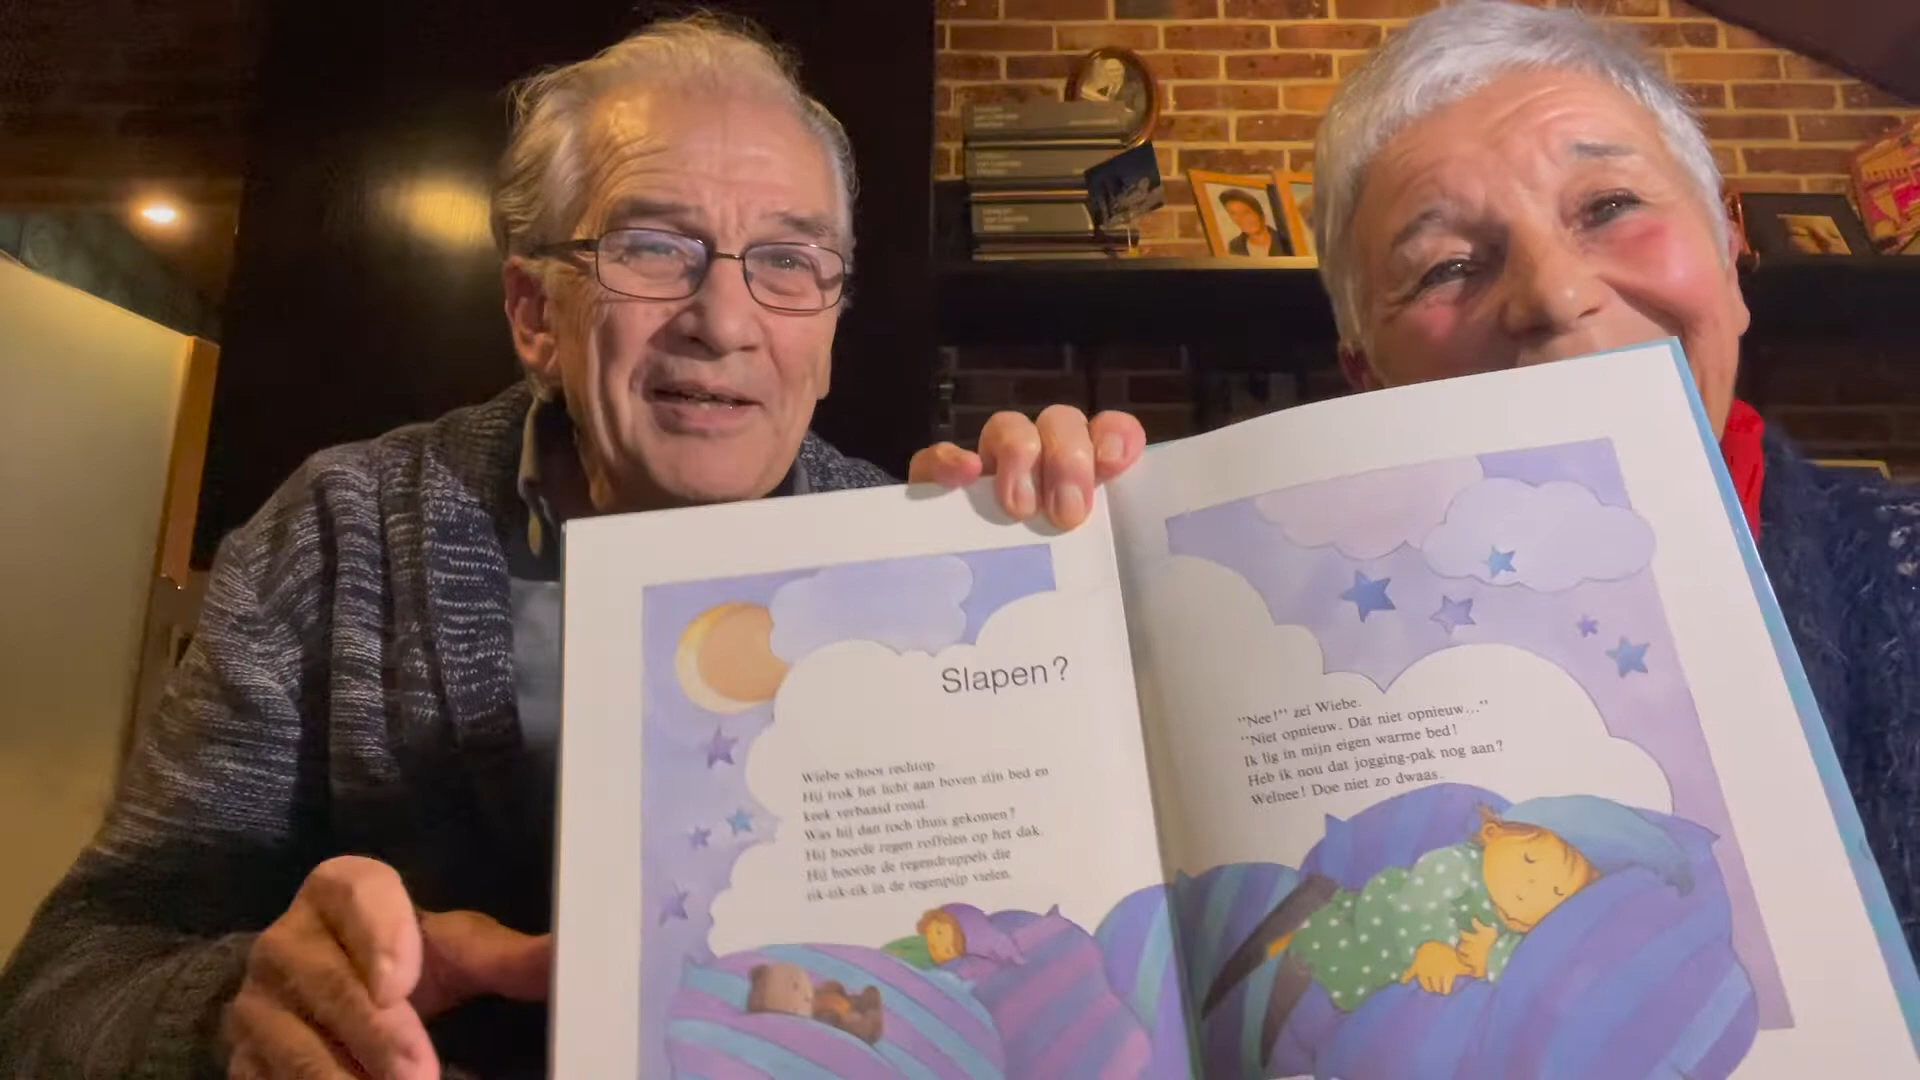 Slapen?
Wiebe schoot rechtop.
Hij trok het licht aan boven zijn bed en
keek verbaasd rond.
Was hij dan toch thuis gekomen?
Hij hoorde regen roffelen op het dak.
Hij hoorde de regendruppels die
tik-tik-tik in de regenpijp vielen.
''Nee!'' zei Wiebe.
''Niet opnieuw. Dát niet opnieuw...''
Ik lig in mijn eigen warme bed!
Heb ik nou dat jogging-pak nog aan?
Welnee! Doe niet zo dwaas.